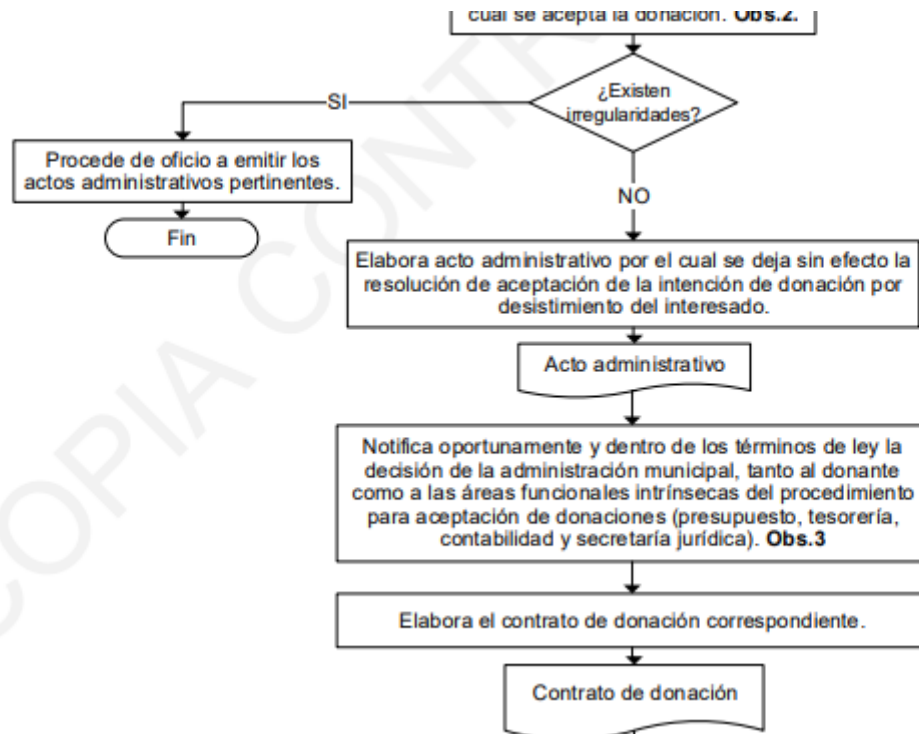 cual se acepta la donación. Obs.2.
¿Existen
irregularidades?
SI
Procede de oficio a emitir los
actos administrativos pertinentes.
Fin
NO
Elabora acto administrativo por el cual se deja sin efecto la
resolución de aceptación de la intención de donación por
desistimiento del interesado.
Acto administrativo
Notifica oportunamente y dentro de los términos de ley la
decisión de la administración municipal, tanto al donante
como a las áreas funcionales intrínsecas del procedimiento
para aceptación de donaciones (presupuesto, tesorería,
contabilidad y secretaría jurídica). Obs.3
Elabora el contrato de donación correspondiente.
Contrato de donación
COPIA CONTR